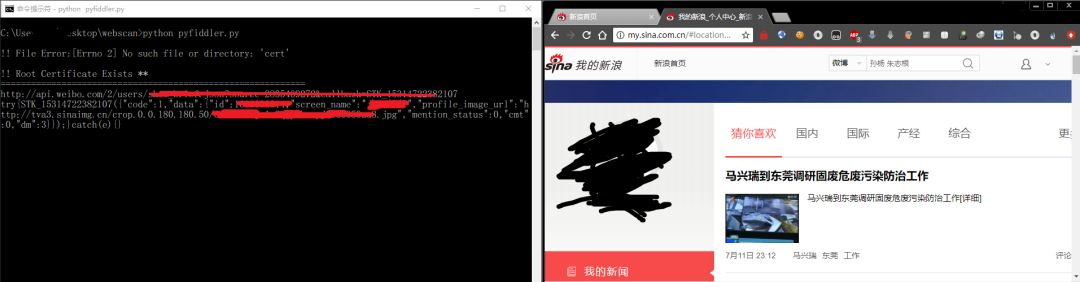 命令提示符 - python pyfiddler.py
C:\Use .sktop\webscan>python pyfiddler.py
!! File Error:[Errno 2] No such file or directory: 'cert'
!! Root Certificate Exists **
http://api.weibo.com/2/users/
try{STK_15314722382107({"code":1,"data":{"id": "screen_name":" ","profile_image_url":"h
ttp://tva3.sinaimg.cn/crop.0.0.180.180.50/ .jpg","mention_status":0,"cmt"
:0,"dm":3}});}catch(e){}
新浪首页
我的新浪_个人中心_新浪
my.sina.com.cn/#location...
3
sina 我的新浪
新浪首页
微博
孙杨 朱志根
猜你喜欢
国内
国际
产经
综合
更
马兴瑞到东莞调研固废危废污染防治工作
马兴瑞到东莞调研固废危废污染防治工作[详细]
7月11日 23:12 马兴瑞 东莞 工作
评论
我的新闻